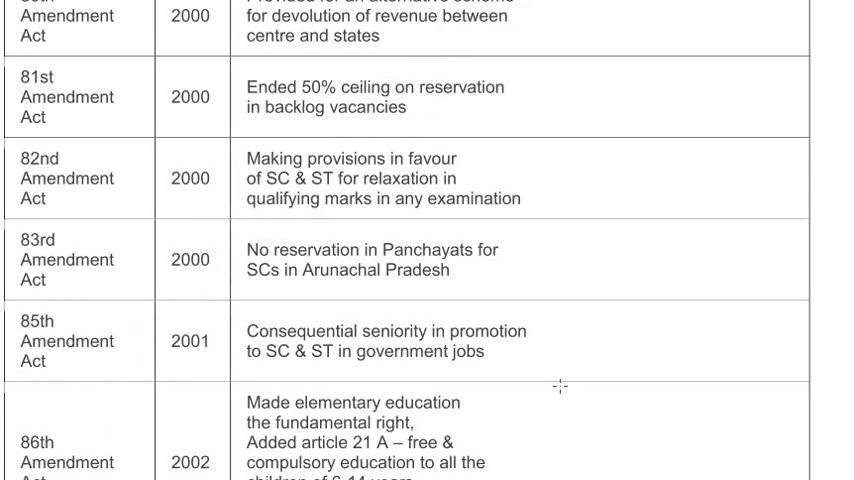 Amendment
Act
2000
for devolution of revenue between
centre and states
81st
Amendment
Act
2000
Ended 50% ceiling on reservation
in backlog vacancies
82nd
Amendment
Act
2000
Making provisions in favour
of SC & ST for relaxation in
qualifying marks in any examination
83rd
Amendment
Act
2000
No reservation in Panchayats for
SCs in Arunachal Pradesh
85th
Amendment
Act
2001
Consequential seniority in promotion
to SC & ST in government jobs
86th
Amendment
2002
Made elementary education
the fundamental right,
Added article 21 A – free &
compulsory education to all the